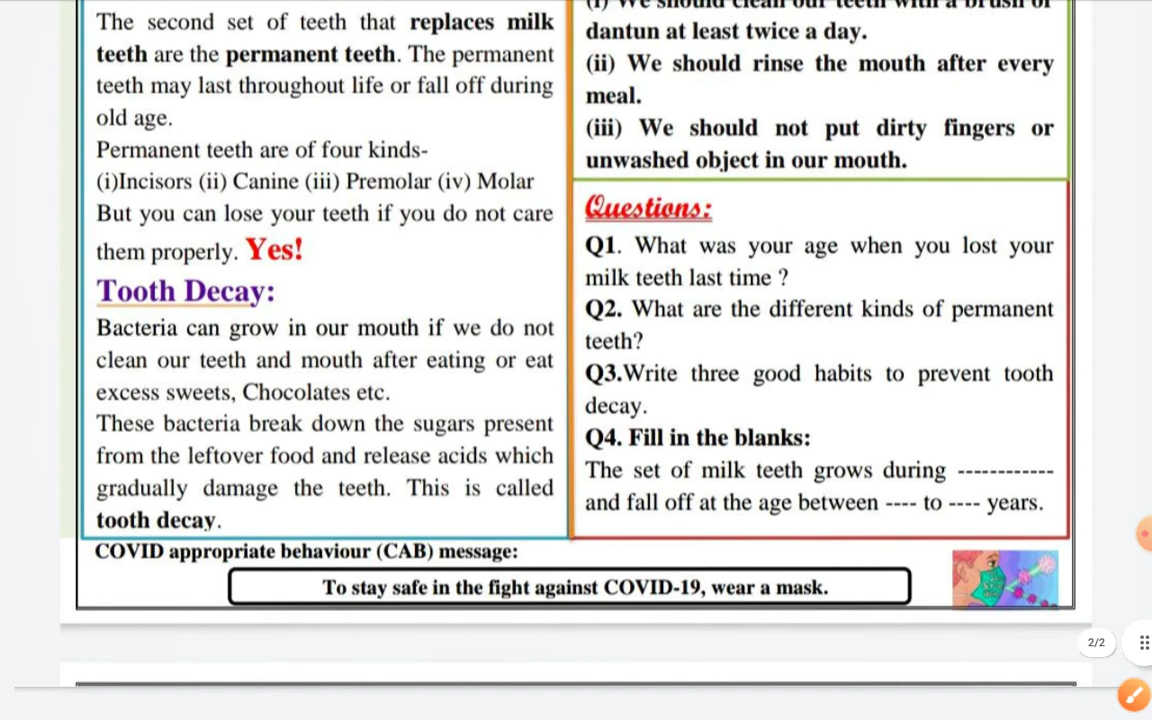 The second set of teeth that replaces milk
teeth are the permanent teeth. The permanent
teeth may last throughout life or fall off during
old age.
Permanent teeth are of four kinds-
(i)Incisors (ii) Canine (iii) Premolar (iv) Molar
But you can lose your teeth if you do not care
them properly. Yes!
Tooth Decay:
Bacteria can grow in our mouth if we do not
clean our teeth and mouth after eating or eat
excess sweets, Chocolates etc.
These bacteria break down the sugars present
from the leftover food and release acids which
gradually damage the teeth. This is called
tooth decay.
(i) We should clean our teeth with a brush or
dantun at least twice a day.
(ii) We should rinse the mouth after every
meal.
(iii) We should not put dirty fingers or
unwashed object in our mouth.
Questions:
Q1. What was your age when you lost your
milk teeth last time ?
Q2. What are the different kinds of permanent
teeth?
Q3.Write three good habits to prevent tooth
decay.
Q4. Fill in the blanks:
The set of milk teeth grows during ------------
and fall off at the age between ---- to ---- years.
COVID appropriate behaviour (CAB) message:
To stay safe in the fight against COVID-19, wear a mask.
2/2